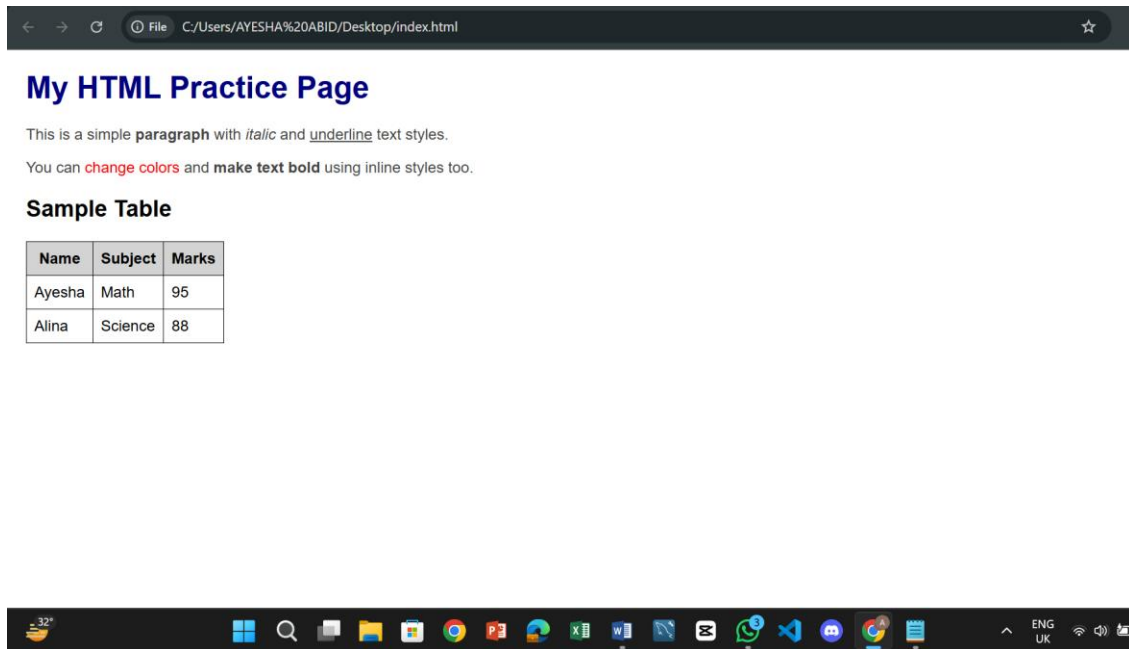 File C:/Users/AYESHA%20ABID/Desktop/index.html
My HTML Practice Page
This is a simple paragraph with italic and underline text styles.
You can change colors and make text bold using inline styles too.
Sample Table
Name Subject Marks
Ayesha Math 95
Alina Science 88
32°
3
A
ENG
UK